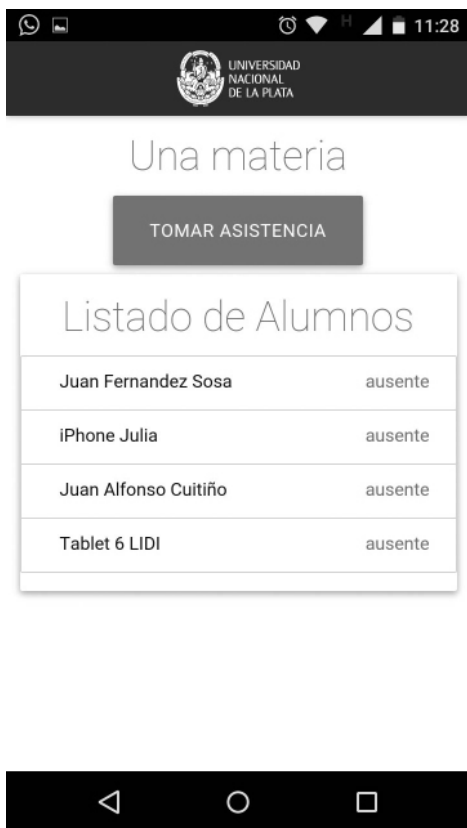 H 11:28
UNIVERSIDAD
NACIONAL
DE LA PLATA
Una materia
TOMAR ASISTENCIA
Listado de Alumnos
Juan Fernandez Sosa ausente
iPhone Julia ausente
Juan Alfonso Cuitiño ausente
Tablet 6 LIDI ausente